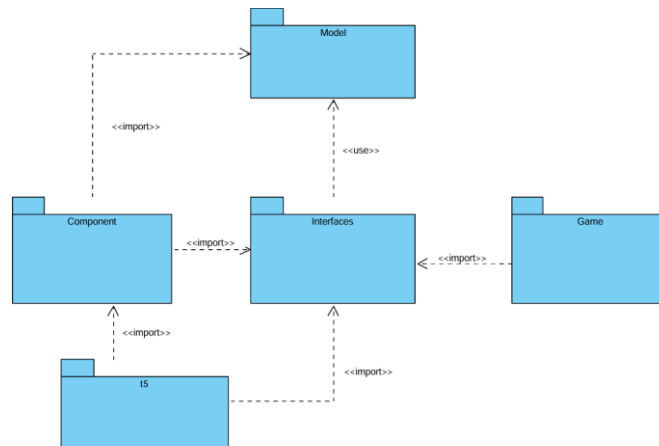 Model
<<import>>
<<use>>
Component
Interfaces
Game
<<import>>
<<import>>
<<import>>
<<import>>
t5